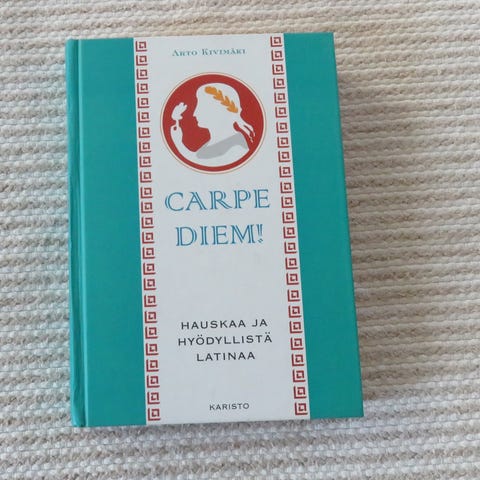 ARTO KIVIMÄKI
CARPE
DIEM!
HAUSKAA JA
HYÖDYLLISTÄ
LATINAA
KARISTO